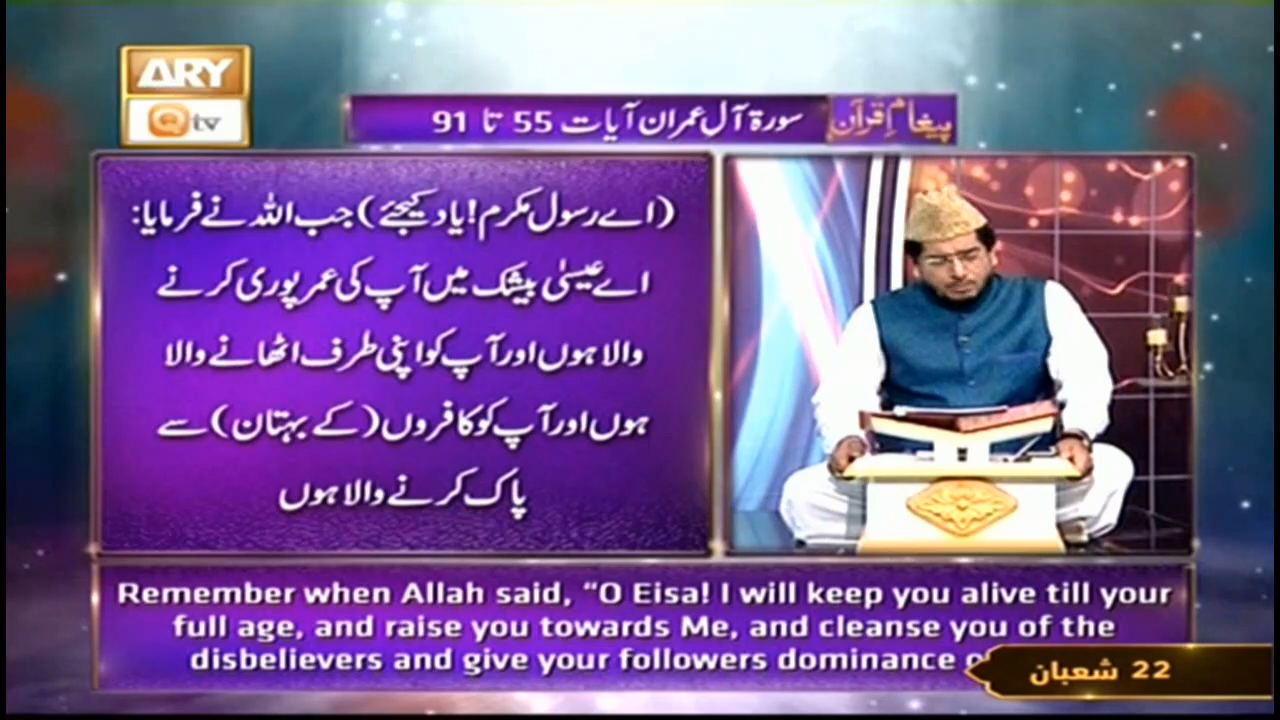 ARY
Qtv
پیغامِ قرآن
سورۃ آل عمران آیات 55 تا 91
(اے رسول مکرم! یاد کیجئے) جب اللہ نے فرمایا:
اے عیسیٰ بیشک میں آپ کی عمر پوری کرنے
والا ہوں اور آپ کو اپنی طرف اٹھانے والا
ہوں اور آپ کو کافروں (کے بہتان) سے
پاک کرنے والا ہوں
Remember when Allah said, “O Eisa! I will keep you alive till your
full age, and raise you towards Me, and cleanse you of the
disbelievers and give your followers dominance
22 شعبان